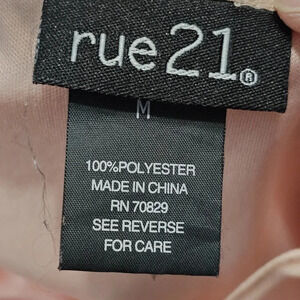 rue21®
M
100%POLYESTER
MADE IN CHINA
RN 70829
SEE REVERSE
FOR CARE